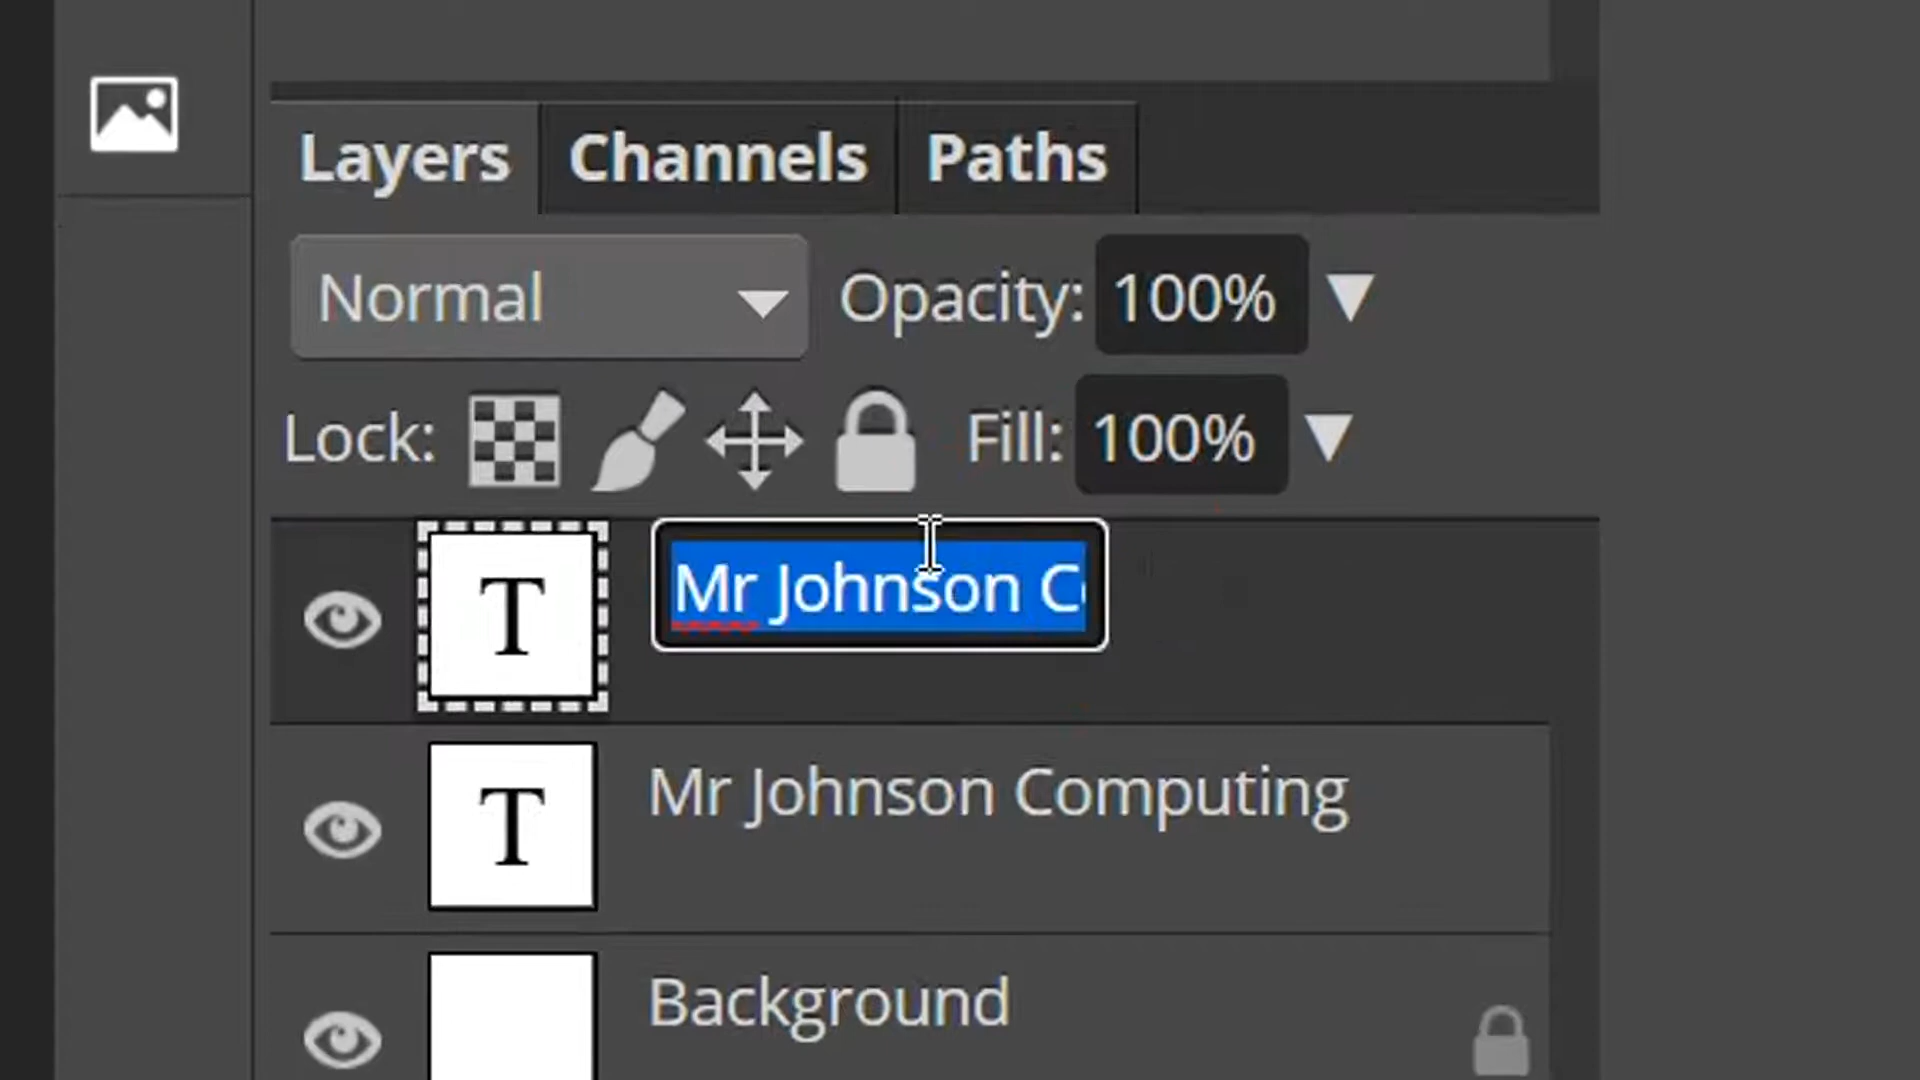 Layers Channels Paths
Normal Opacity: 100%
Lock: Fill: 100%
T Mr Johnson C
T Mr Johnson Computing
Background